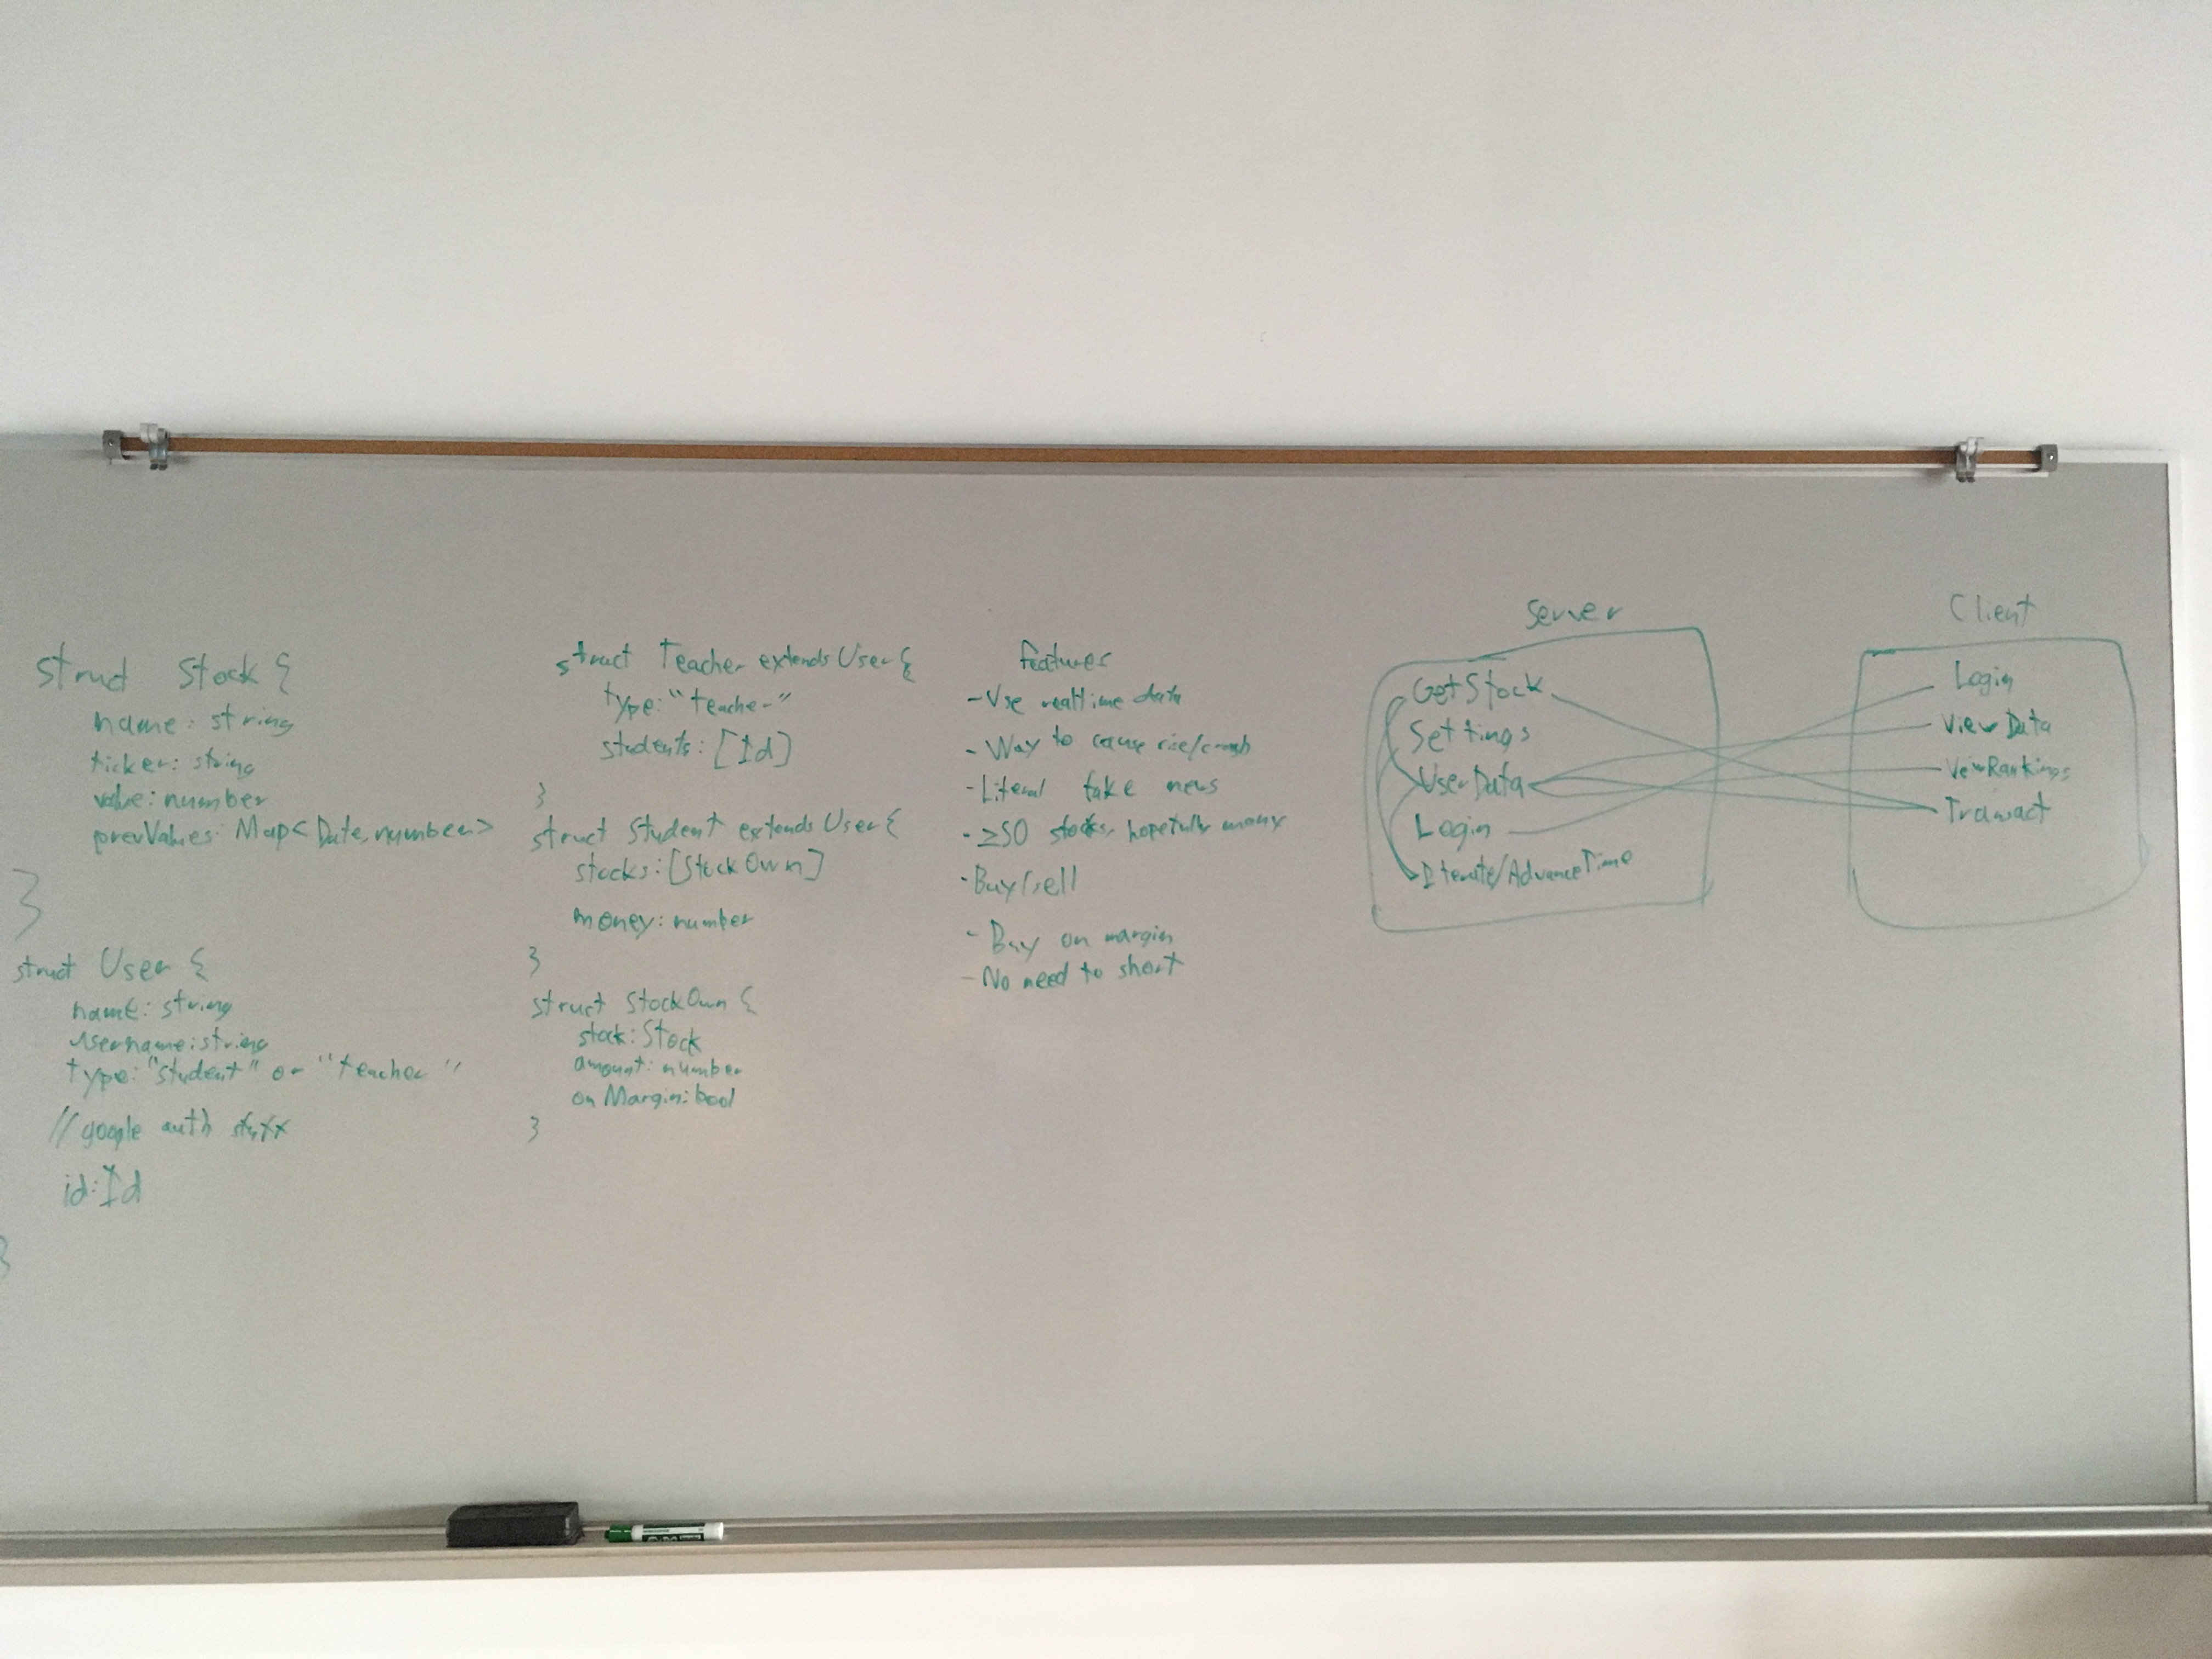 struct Stock {
name: string
ticker: string
value: number
prevValues: Map<Date, number>
}
struct User {
name: string
username: string
type: "student" or "teacher"
//google auth stuff
id: Id
}
struct Teacher extends User {
type: "teacher"
students: [Id]
}
struct Student extends User {
stocks: [StockOwn]
money: number
}
struct StockOwn {
stock: Stock
amount: number
onMargin: bool
}
features
- Use realtime data
- Way to cause rise/crash
- Literal fake news
- ≥50 stocks, hopefully many
- Buy/sell
- Buy on margin
- No need to short
Server
GetStock
Settings
UserData
Login
Iterate/AdvanceTime
Client
Login
View Data
ViewRankings
Transact